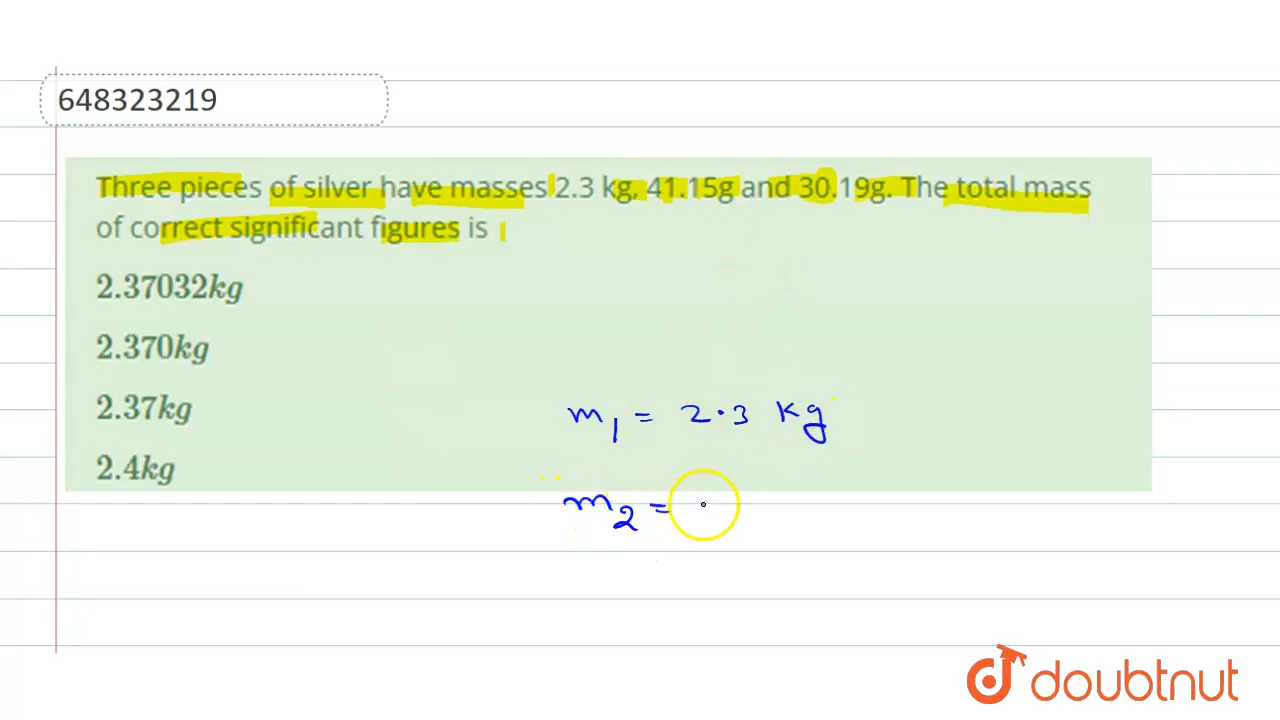 648323219
Three pieces of silver have masses 2.3 kg, 41.15g and 30.19g. The total mass
of correct significant figures is
2.37032kg
2.370kg
2.37kg
2.4kg
m₁ = 2.3 kg
m₂ =
doubtnut